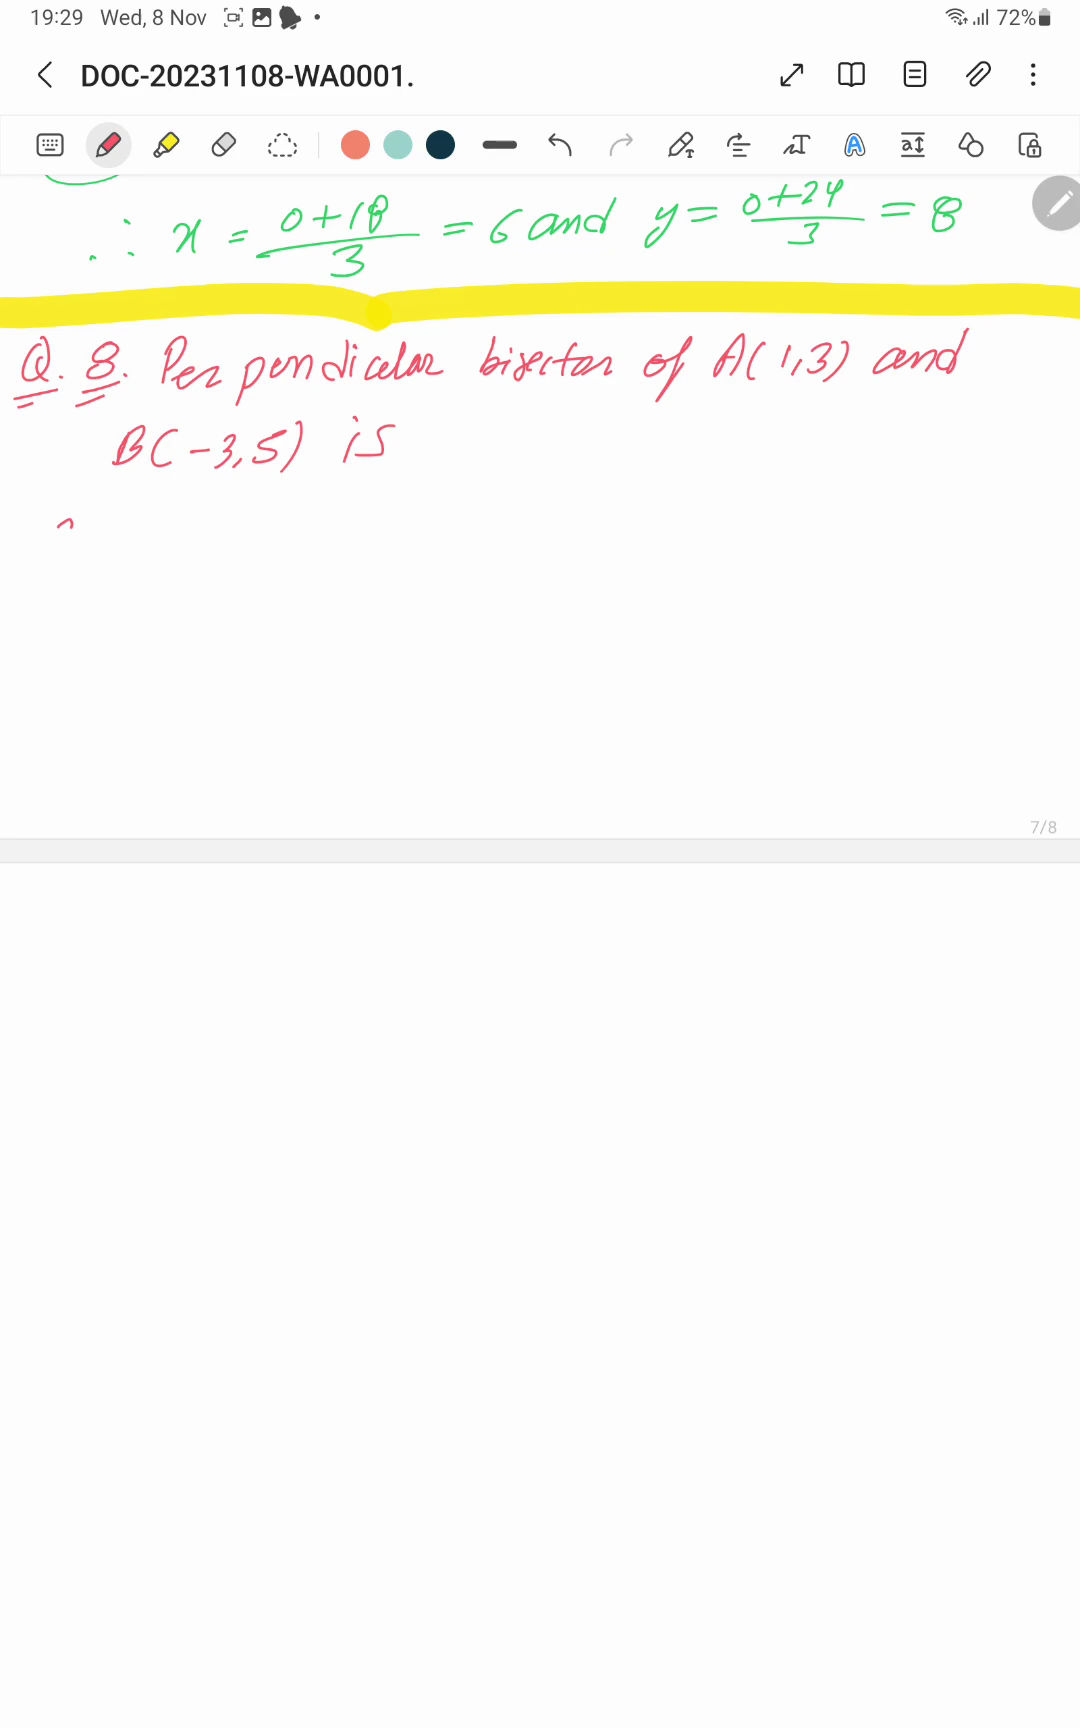 19:29 Wed, 8 Nov 72%
DOC-20231108-WA0001.
∴ x = (0+18)/3 = 6 and y = (0+24)/3 = 8
Q. 8. Perpendicular bisector of A(1,3) and
B(-3,5) is
7/8